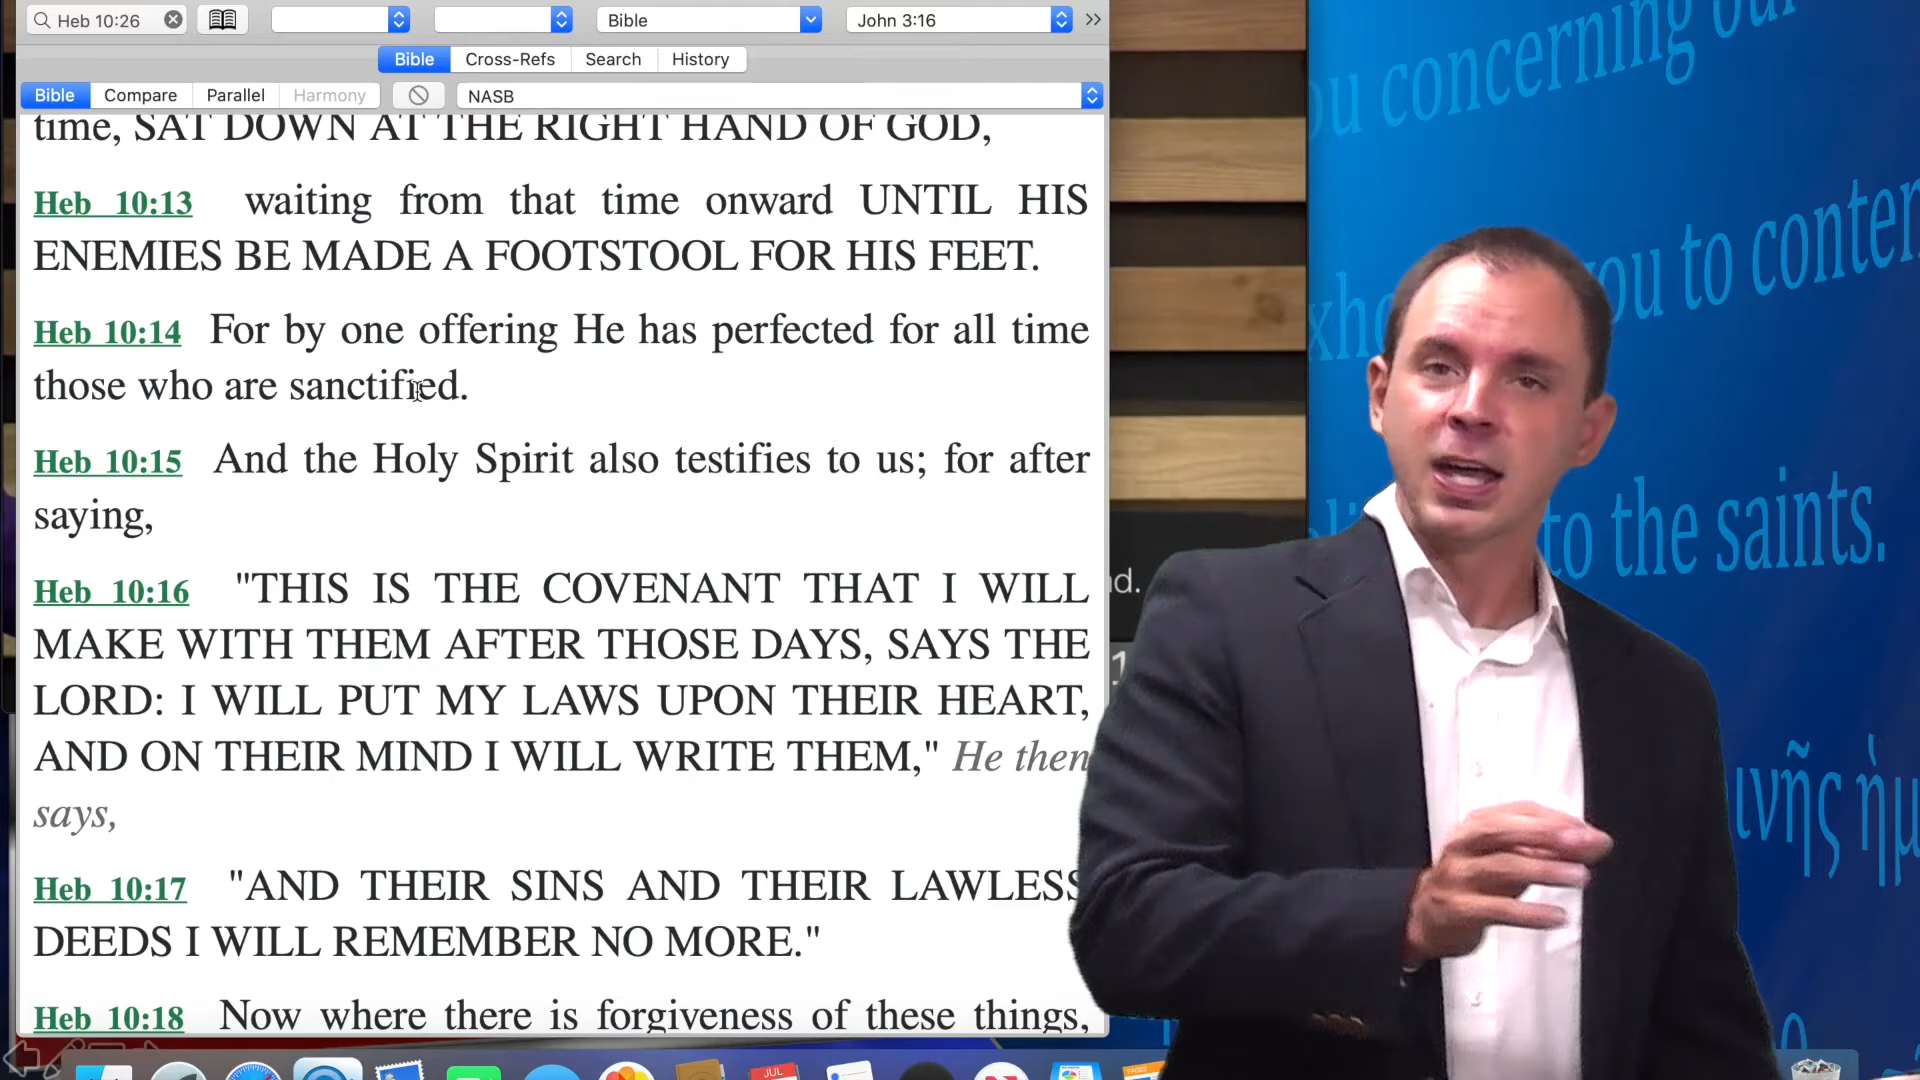 Heb 10:26
Bible
John 3:16
Bible
Cross-Refs
Search
History
Bible
Compare
Parallel
Harmony
NASB
time, SAT DOWN AT THE RIGHT HAND OF GOD,
Heb 10:13 waiting from that time onward UNTIL HIS
ENEMIES BE MADE A FOOTSTOOL FOR HIS FEET.
Heb 10:14 For by one offering He has perfected for all time
those who are sanctified.
Heb 10:15 And the Holy Spirit also testifies to us; for after
saying,
Heb 10:16 "THIS IS THE COVENANT THAT I WILL
MAKE WITH THEM AFTER THOSE DAYS, SAYS THE
LORD: I WILL PUT MY LAWS UPON THEIR HEART,
AND ON THEIR MIND I WILL WRITE THEM," He then
says,
Heb 10:17 "AND THEIR SINS AND THEIR LAWLESS
DEEDS I WILL REMEMBER NO MORE."
Heb 10:18 Now where there is forgiveness of these things,
concerning our
you to conten
to the saints.
JUL
PAGES